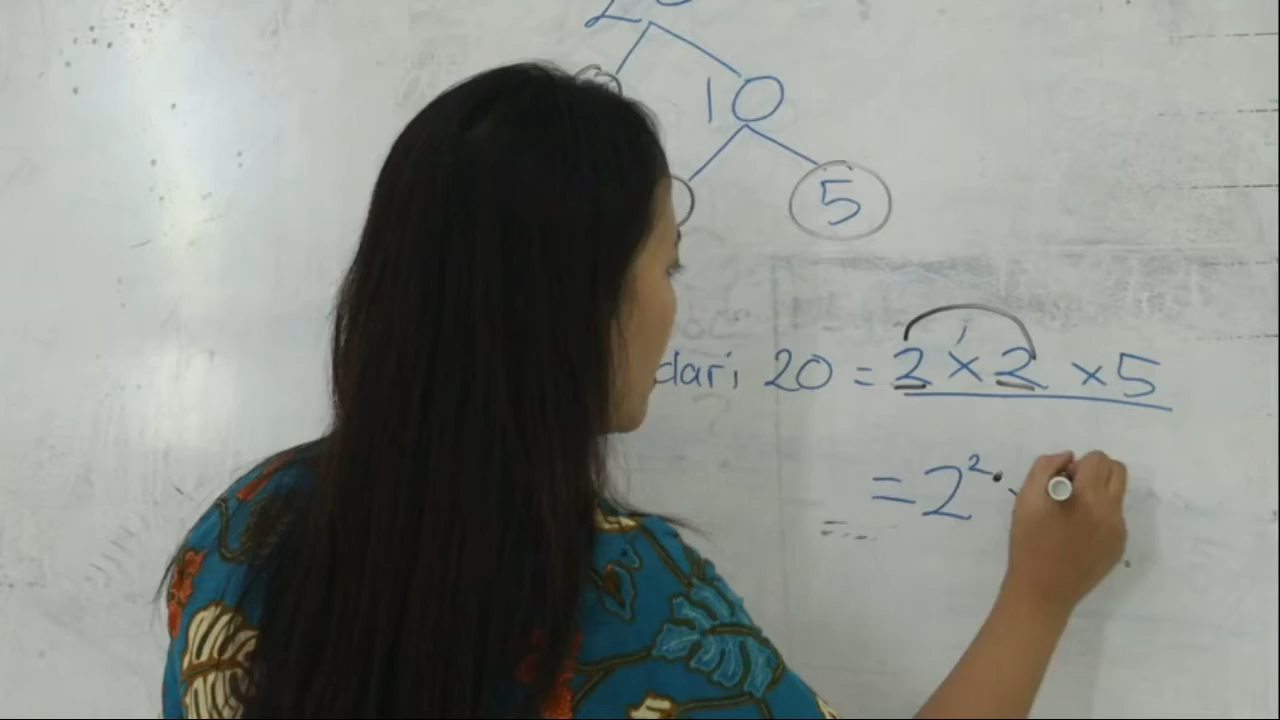 10
5
dari 20 = 2 × 2 × 5
= 2²